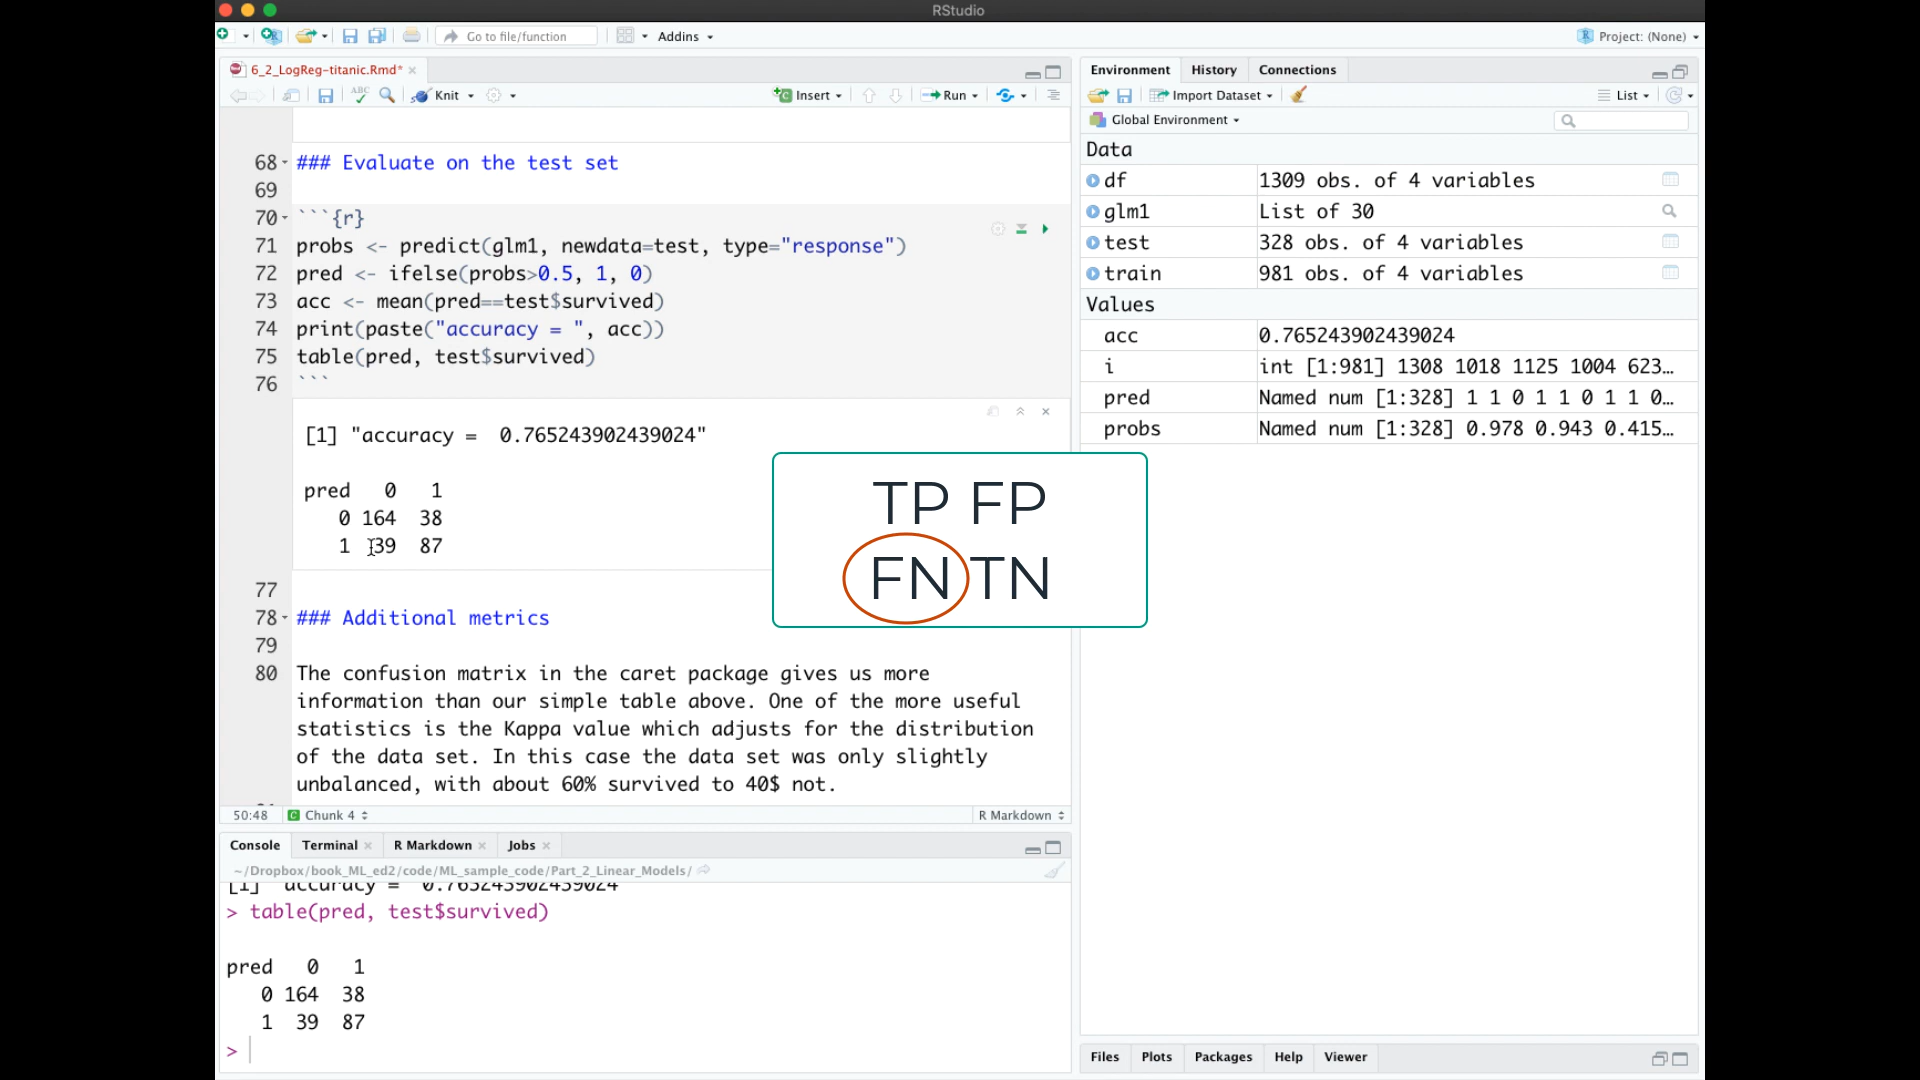 RStudio
Go to file/function
Addins
Project: (None)
6_2_LogReg-titanic.Rmd*
ABC
Knit
Insert
Run
68 ### Evaluate on the test set
69
70 ```{r}
71 probs <- predict(glm1, newdata=test, type="response")
72 pred <- ifelse(probs>0.5, 1, 0)
73 acc <- mean(pred==test$survived)
74 print(paste("accuracy = ", acc))
75 table(pred, test$survived)
76 ```
[1] "accuracy =  0.765243902439024"
pred 0 1
0 164 38
1 39 87
TP FP
FN TN
77
78 ### Additional metrics
79
80 The confusion matrix in the caret package gives us more
information than our simple table above. One of the more useful
statistics is the Kappa value which adjusts for the distribution
of the data set. In this case the data set was only slightly
unbalanced, with about 60% survived to 40$ not.
50:48 Chunk 4 R Markdown
Console Terminal R Markdown Jobs
~/Dropbox/book_ML_ed2/code/ML_sample_code/Part_2_Linear_Models/
[1] "accuracy =  0.765243902439024"
> table(pred, test$survived)
pred 0 1
0 164 38
1 39 87
>
Environment History Connections
Import Dataset List
Global Environment
Data
df 1309 obs. of 4 variables
glm1 List of 30
test 328 obs. of 4 variables
train 981 obs. of 4 variables
Values
acc 0.765243902439024
i int [1:981] 1308 1018 1125 1004 623…
pred Named num [1:328] 1 1 0 1 1 0 1 1 0…
probs Named num [1:328] 0.978 0.943 0.415…
Files Plots Packages Help Viewer